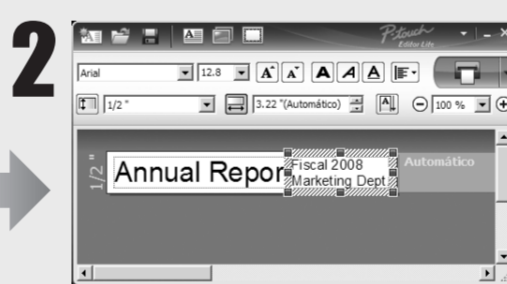 2
P-touch
Editor Lite
Arial
12.8
A A A A A
1/2 "
3.22 "(Automático)
A
100 %
1/2 "
Annual Repor
Fiscal 2008
Marketing Dept
Automático